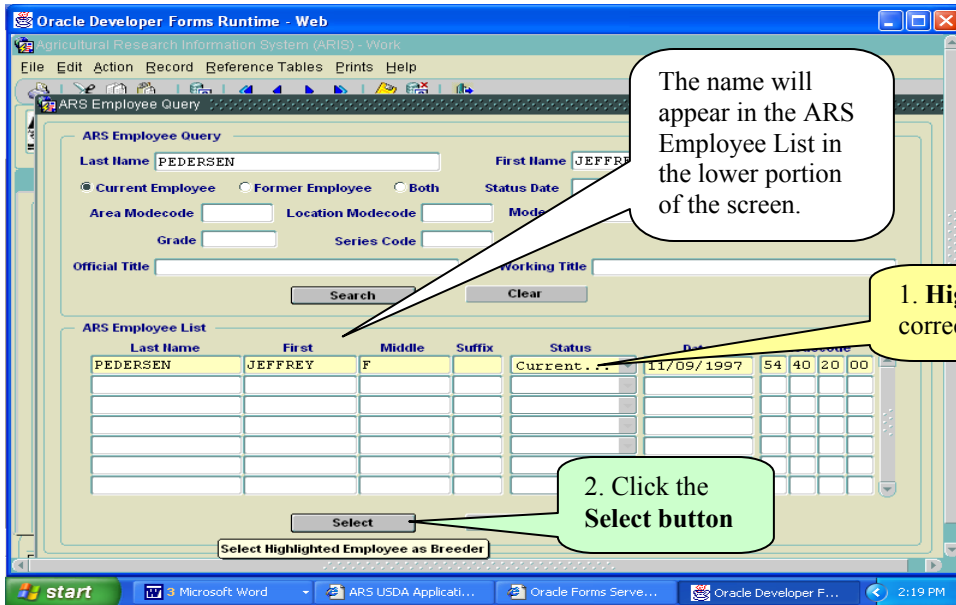 Oracle Developer Forms Runtime - Web
Agricultural Research Information System (ARIS) - Work
File Edit Action Record Reference Tables Prints Help
ARS Employee Query
ARS Employee Query
Last Name PEDERSEN First Name
Current Employee Former Employee Both Status Date
Area Modecode Location Modecode
Grade Series Code
Official Title Working Title
Search Clear
The name will
appear in the ARS
Employee List in
the lower portion
of the screen.
1.
ARS Employee List
Last Name First Middle Suffix Status
PEDERSEN JEFFREY F Current... 11/09/1997 54 40 20 00
2. Click the
Select button
Select
Select Highlighted Employee as Breeder
start 3 Microsoft Word ARS USDA Applicati... Oracle Forms Serve... Oracle Developer F... 2:19 PM